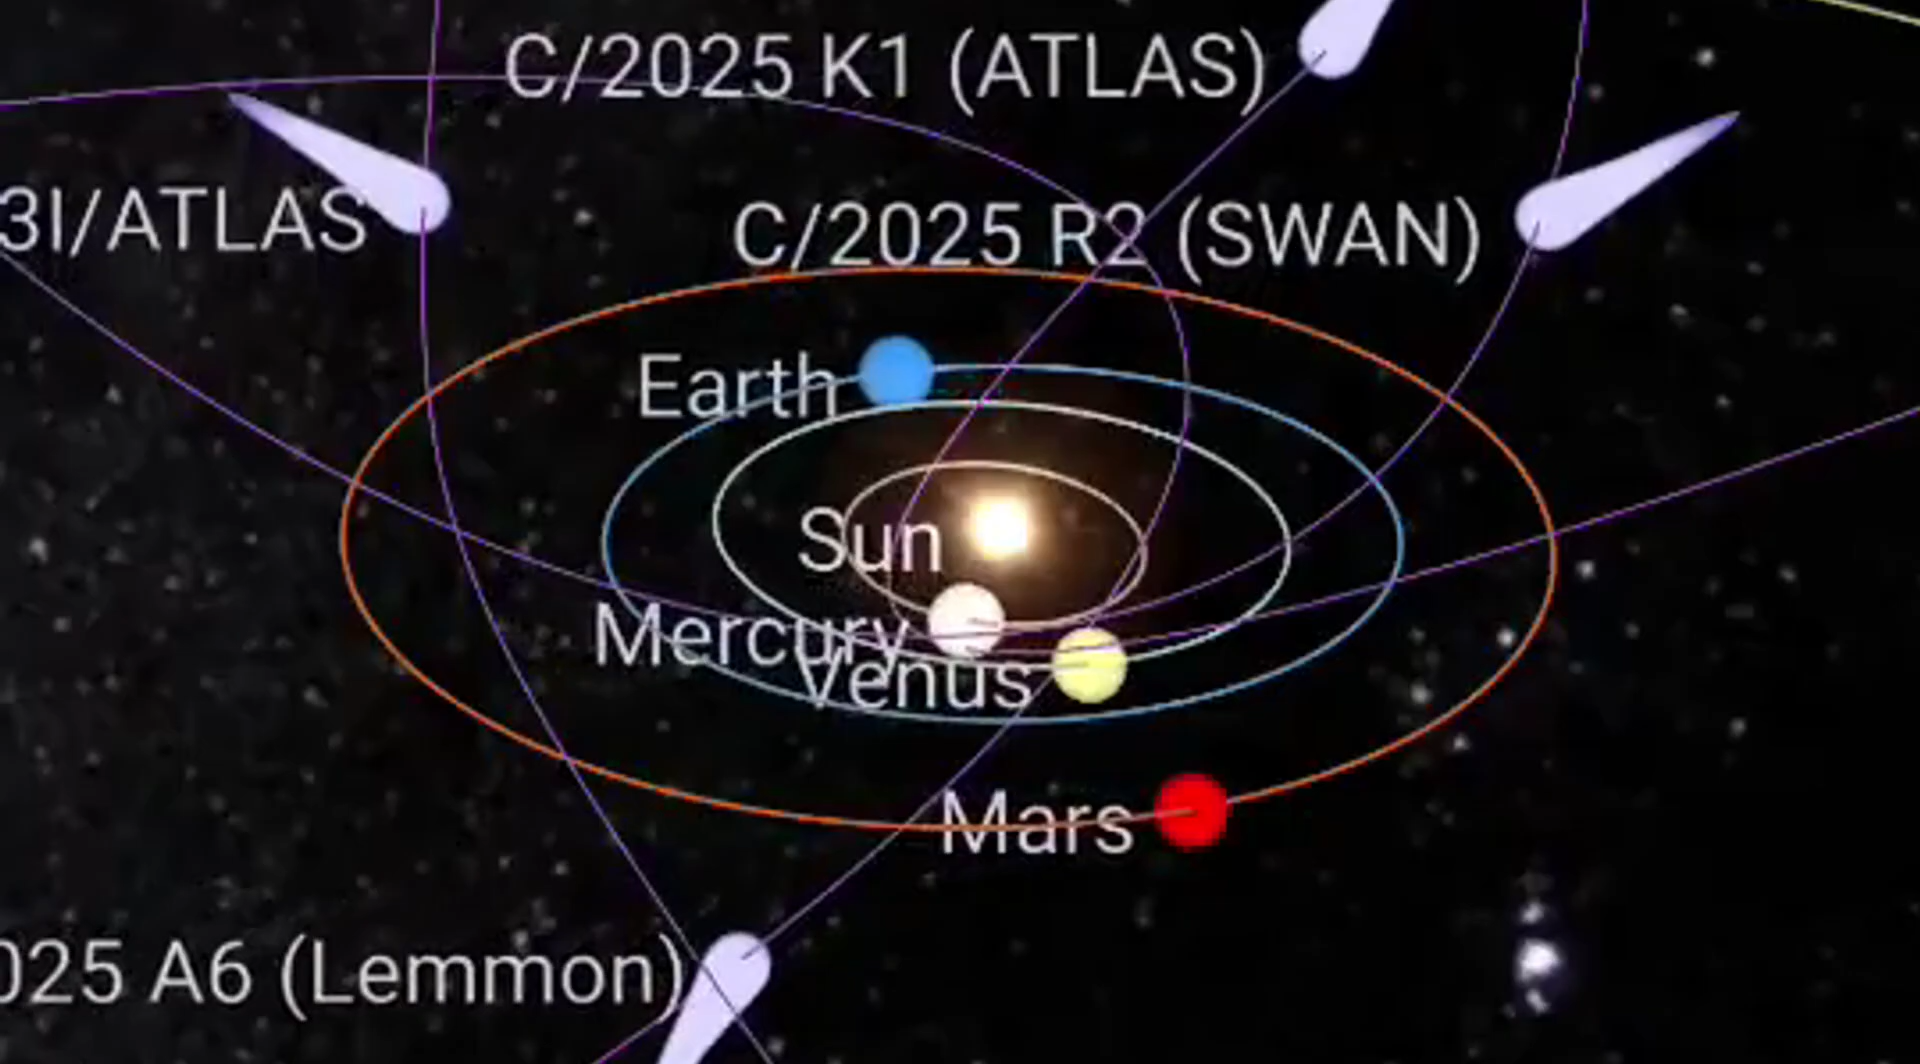 C/2025 K1 (ATLAS)
3I/ATLAS
C/2025 R2 (SWAN)
Earth
Sun
Mercury
Venus
Mars
025 A6 (Lemmon)